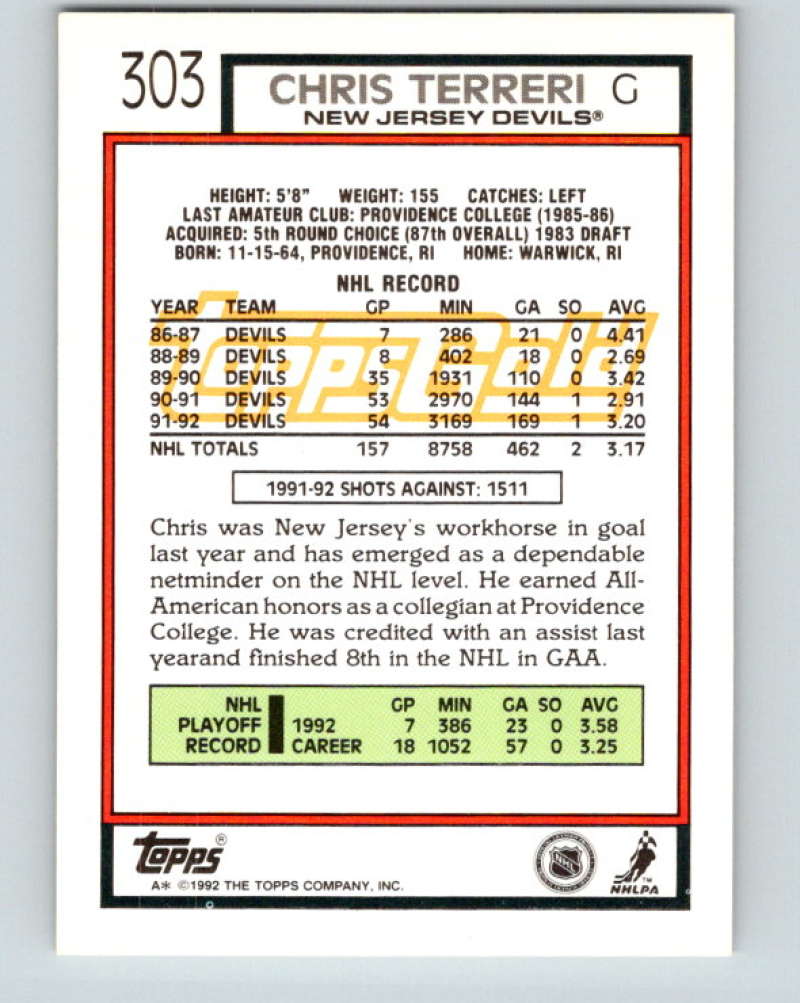 303
CHRIS TERRERI G
NEW JERSEY DEVILS®
HEIGHT: 5'8" WEIGHT: 155 CATCHES: LEFT
LAST AMATEUR CLUB: PROVIDENCE COLLEGE (1985-86)
ACQUIRED: 5th ROUND CHOICE (87th OVERALL) 1983 DRAFT
BORN: 11-15-64, PROVIDENCE, RI HOME: WARWICK, RI
NHL RECORD
YEAR TEAM GP MIN GA SO AVG
86-87 DEVILS 7 286 21 0 4.41
88-89 DEVILS 8 402 18 0 2.69
89-90 DEVILS 35 1931 110 0 3.42
90-91 DEVILS 53 2970 144 1 2.91
91-92 DEVILS 54 3169 169 1 3.20
NHL TOTALS 157 8758 462 2 3.17
ToppsGold
1991-92 SHOTS AGAINST: 1511
Chris was New Jersey's workhorse in goal
last year and has emerged as a dependable
netminder on the NHL level. He earned All-
American honors as a collegian at Providence
College. He was credited with an assist last
yearand finished 8th in the NHL in GAA.
NHL GP MIN GA SO AVG
PLAYOFF 1992 7 386 23 0 3.58
RECORD CAREER 18 1052 57 0 3.25
Topps®
A* ©1992 THE TOPPS COMPANY, INC.
NHL
NHLPA™